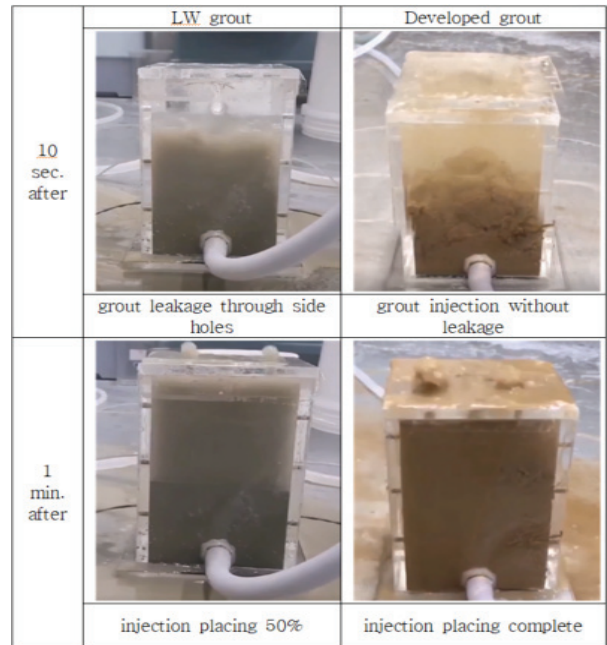 LW grout
Developed grout
10
sec.
after
grout leakage through side
holes
grout injection without
leakage
1
min.
after
injection placing 50%
injection placing complete